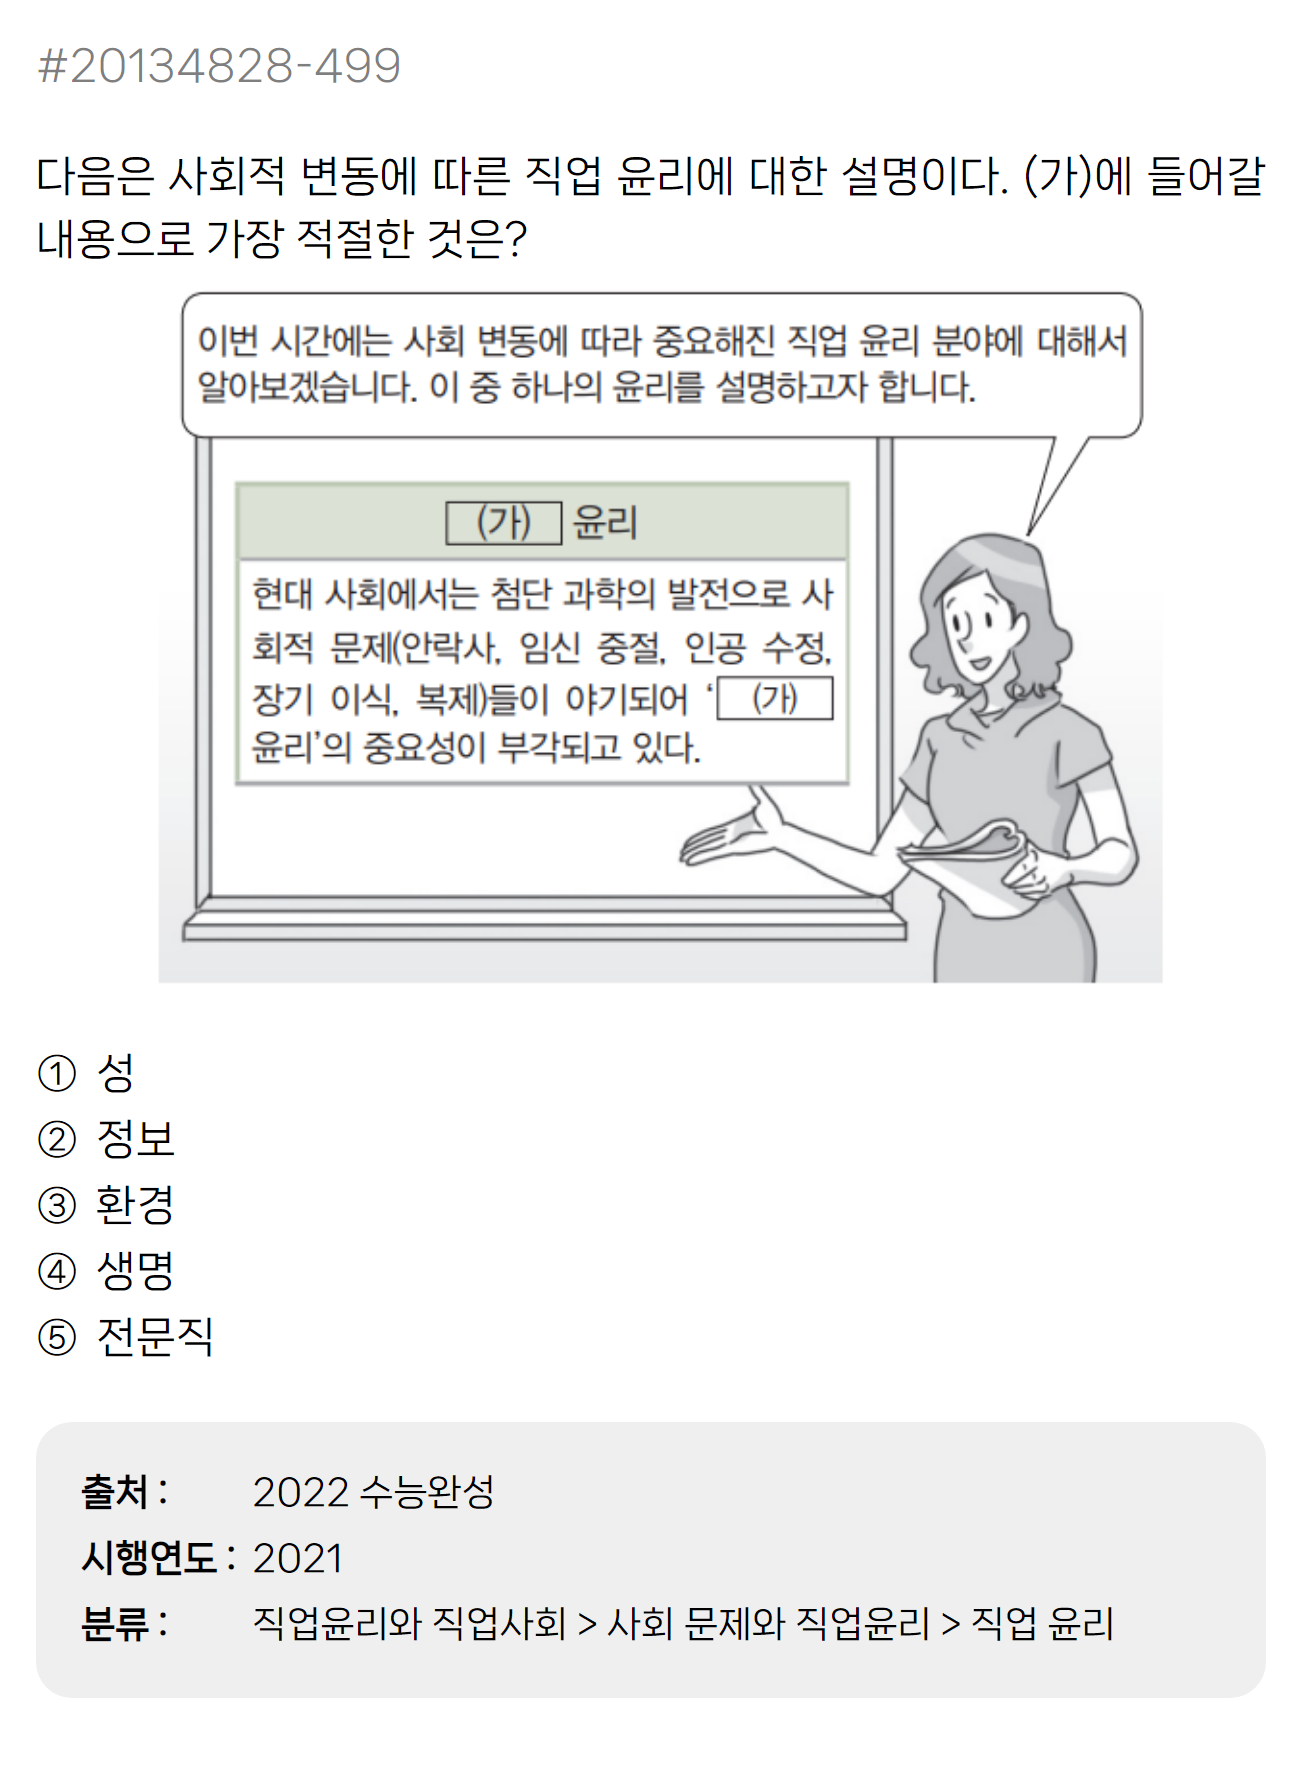 #20134828-499
다음은 사회적 변동에 따른 직업 윤리에 대한 설명이다. (가)에 들어갈
내용으로 가장 적절한 것은?
이번 시간에는 사회 변동에 따라 중요해진 직업 윤리 분야에 대해서
알아보겠습니다. 이 중 하나의 윤리를 설명하고자 합니다.
(가) 윤리
현대 사회에서는 첨단 과학의 발전으로 사
회적 문제(안락사, 임신 중절, 인공 수정,
장기 이식, 복제)들이 야기되어 ‘ (가)
윤리’의 중요성이 부각되고 있다.
① 성
② 정보
③ 환경
④ 생명
⑤ 전문직
출처 : 2022 수능완성
시행연도 : 2021
분류 : 직업윤리와 직업사회 > 사회 문제와 직업윤리 > 직업 윤리